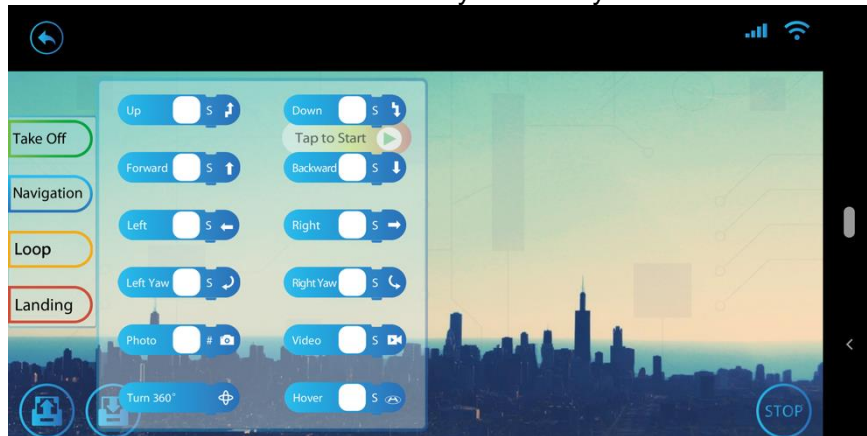 Take Off
Navigation
Loop
Landing
Up S
Down S
Tap to Start
Forward S
Backward S
Left S
Right S
Left Yaw S
Right Yaw S
Photo #
Video S
Turn 360°
Hover S
STOP